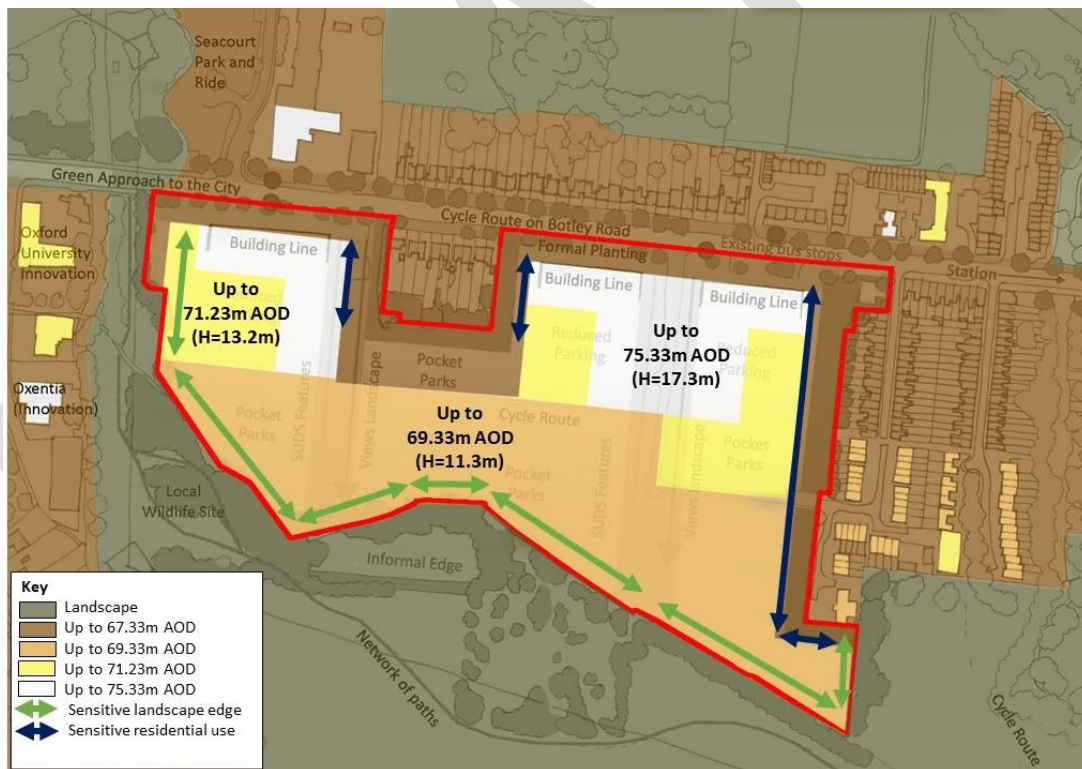 Seacourt
Park and
Ride
Green Approach to the City
Cycle Route on Botley Road
Existing bus stops
Station
Formal Planting
Oxford
University
Innovation
Building Line
Building Line
Building Line
Up to
71.23m AOD
(H=13.2m)
Reduced
Parking
Up to
75.33m AOD
(H=17.3m)
Reduced
Parking
Pocket
Parks
Oxentia
(Innovation)
Cycle Route
Up to
69.33m AOD
(H=11.3m)
Pocket
Parks
SUDS Features
Views Landscape
Pocket
Parks
SUDS Features
Views Landscape
Pocket
Parks
Local
Wildlife Site
Informal Edge
Network of paths
Cycle Route
Key
Landscape
Up to 67.33m AOD
Up to 69.33m AOD
Up to 71.23m AOD
Up to 75.33m AOD
Sensitive landscape edge
Sensitive residential use